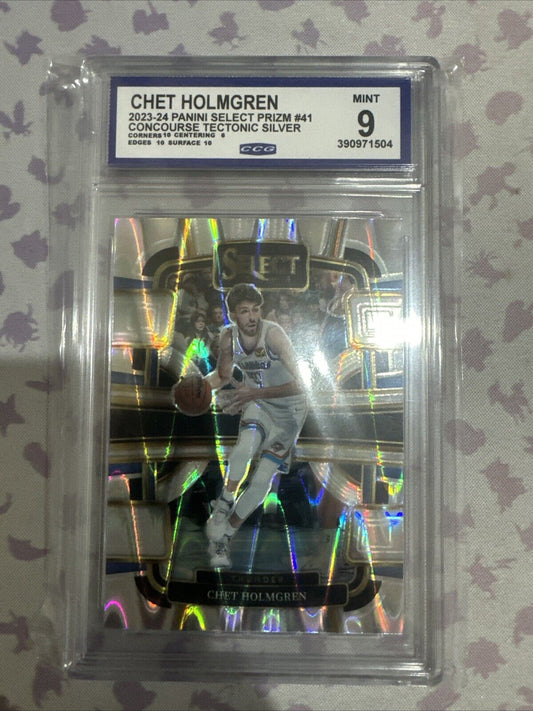 CHET HOLMGREN
2023-24 PANINI SELECT PRIZM #41
CONCOURSE TECTONIC SILVER
CORNERS 10 CENTERING 8
EDGES 10 SURFACE 10
CCG
MINT
9
390971504
SELECT
THUNDER
CHET HOLMGREN